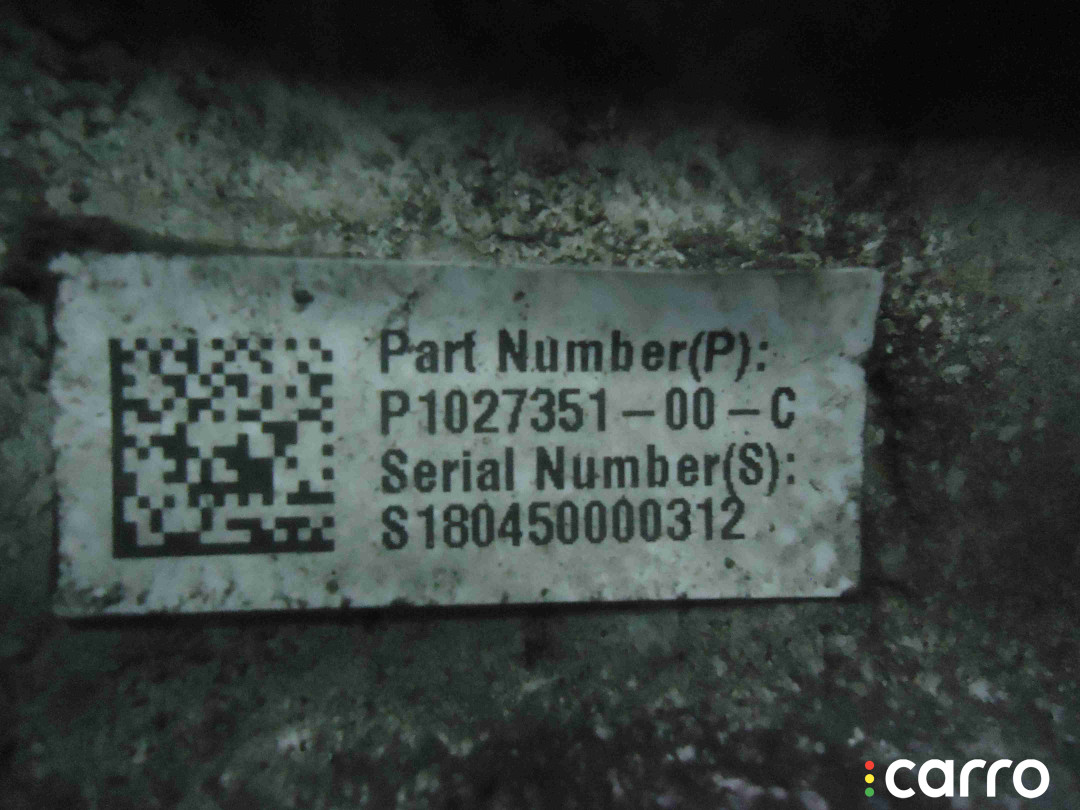 Part Number(P):
P1027351-00-C
Serial Number(S):
S180450000312
carro